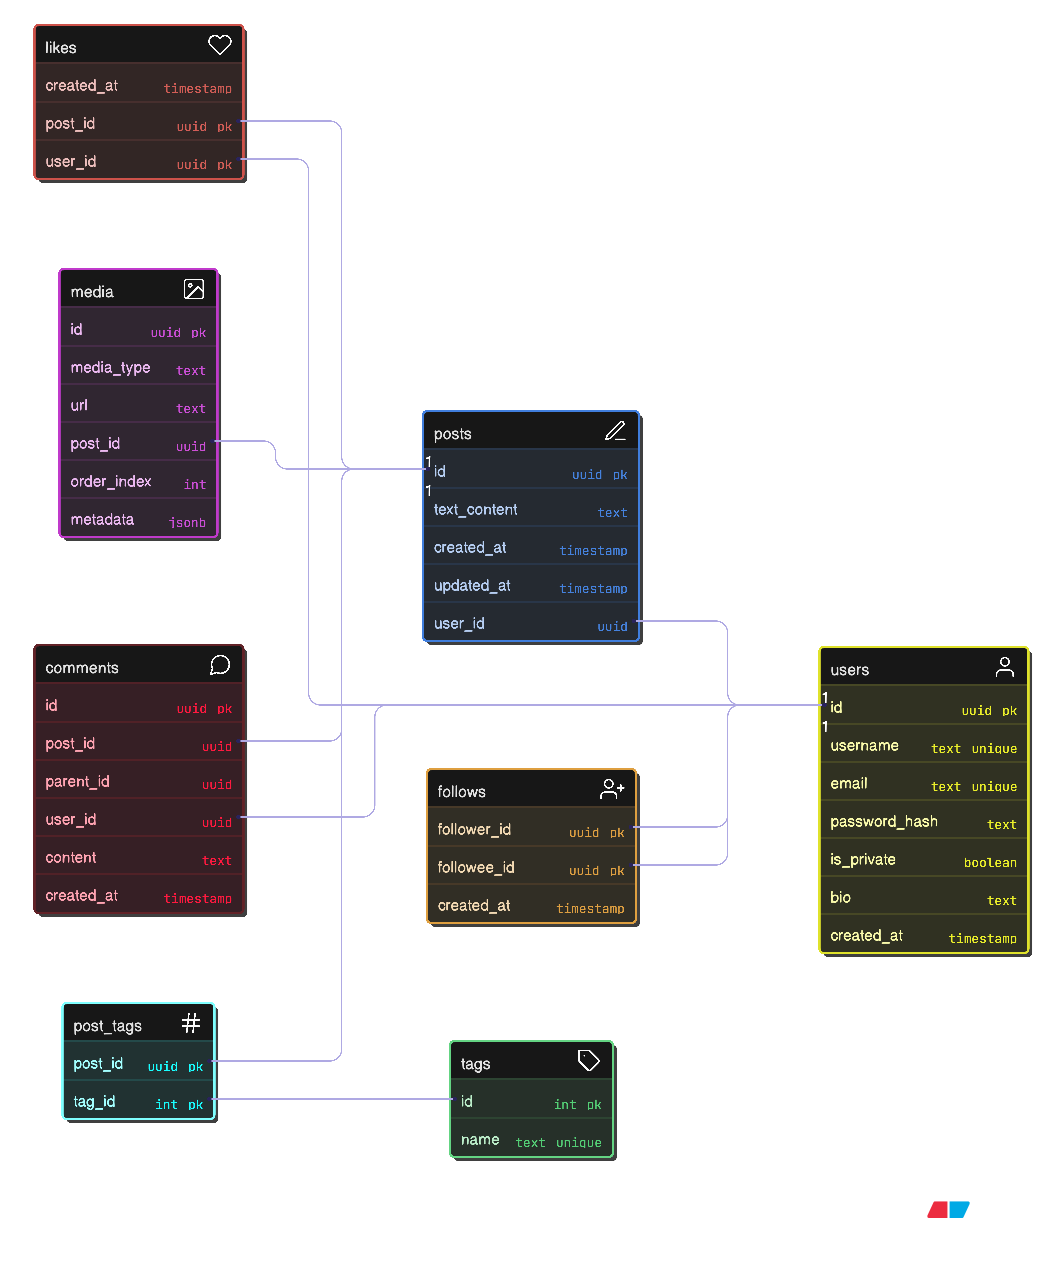 likes
created_at timestamp
post_id uuid pk
user_id uuid pk
media
id uuid pk
media_type text
url text
post_id uuid
order_index int
metadata jsonb
posts
1
id uuid pk
1
text_content text
created_at timestamp
updated_at timestamp
user_id uuid
comments
id uuid pk
post_id uuid
parent_id uuid
user_id uuid
content text
created_at timestamp
users
1
id uuid pk
1
username text unique
email text unique
password_hash text
is_private boolean
bio text
created_at timestamp
follows
follower_id uuid pk
followee_id uuid pk
created_at timestamp
post_tags
post_id uuid pk
tag_id int pk
tags
id int pk
name text unique